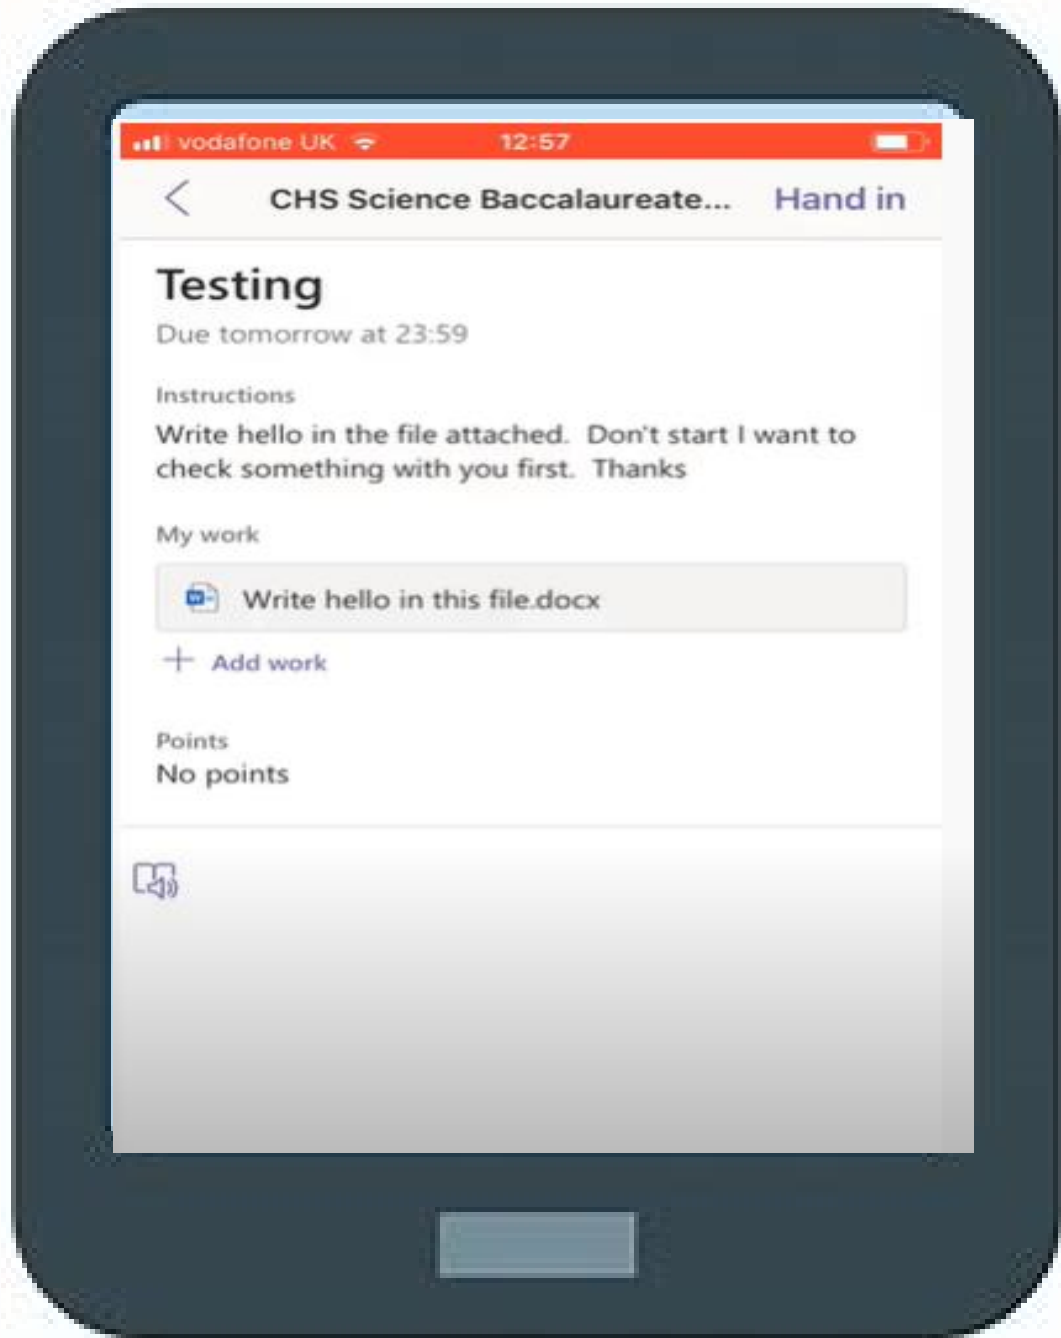 vodafone UK 12:57
CHS Science Baccalaureate... Hand in
Testing
Due tomorrow at 23:59
Instructions
Write hello in the file attached. Don't start I want to
check something with you first. Thanks
My work
Write hello in this file.docx
+ Add work
Points
No points